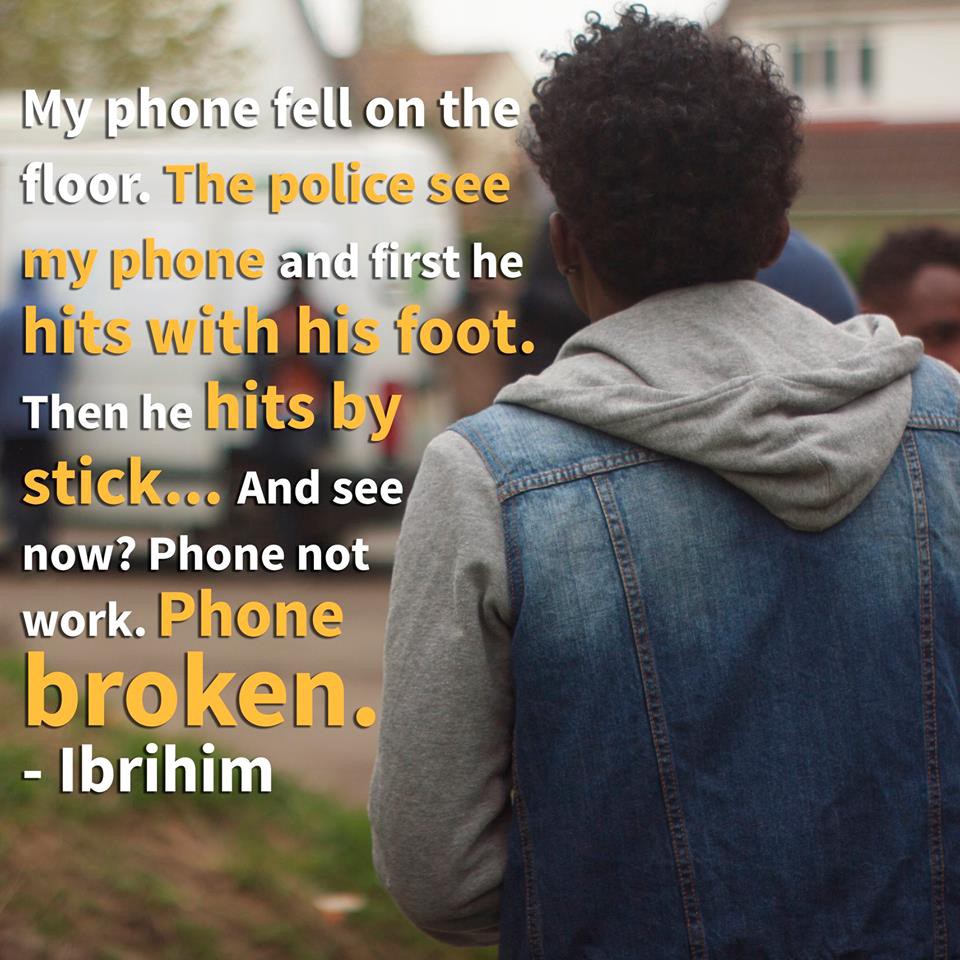 My phone fell on the
floor. The police see
my phone and first he
hits with his foot.
Then he hits by
stick... And see
now? Phone not
work. Phone
broken.
- Ibrihim